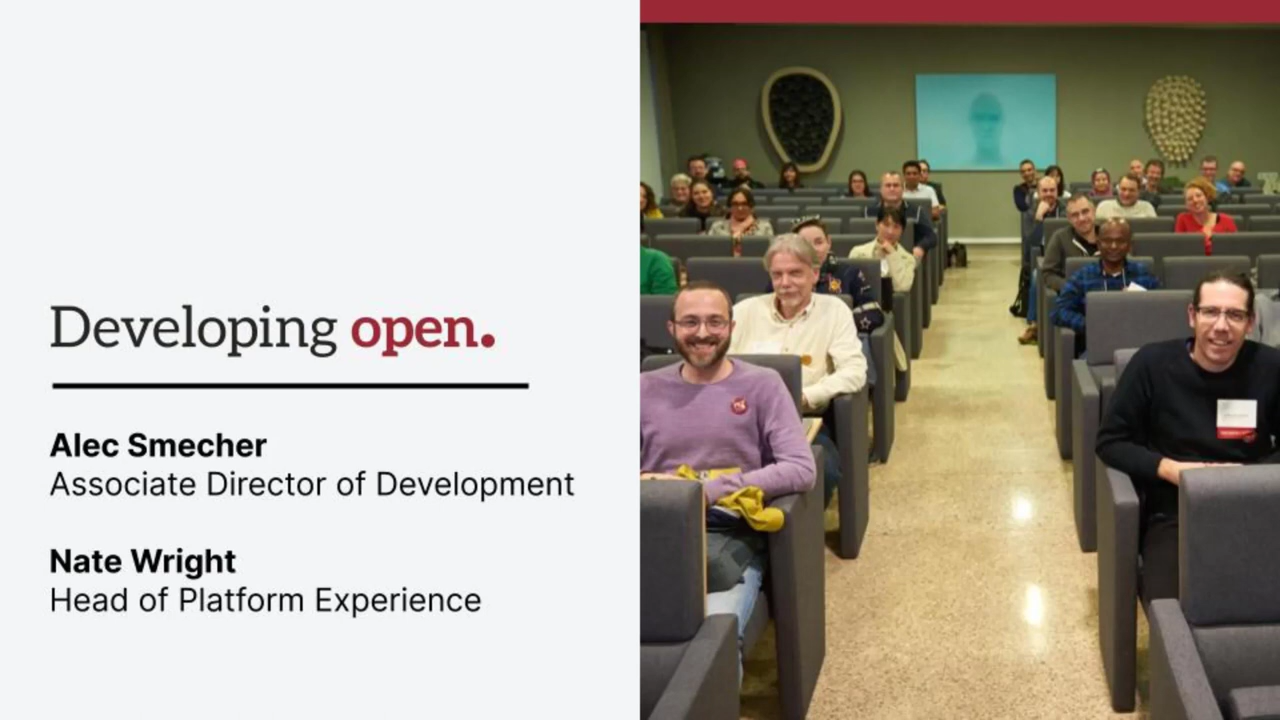 Developing open.
Alec Smecher
Associate Director of Development
Nate Wright
Head of Platform Experience